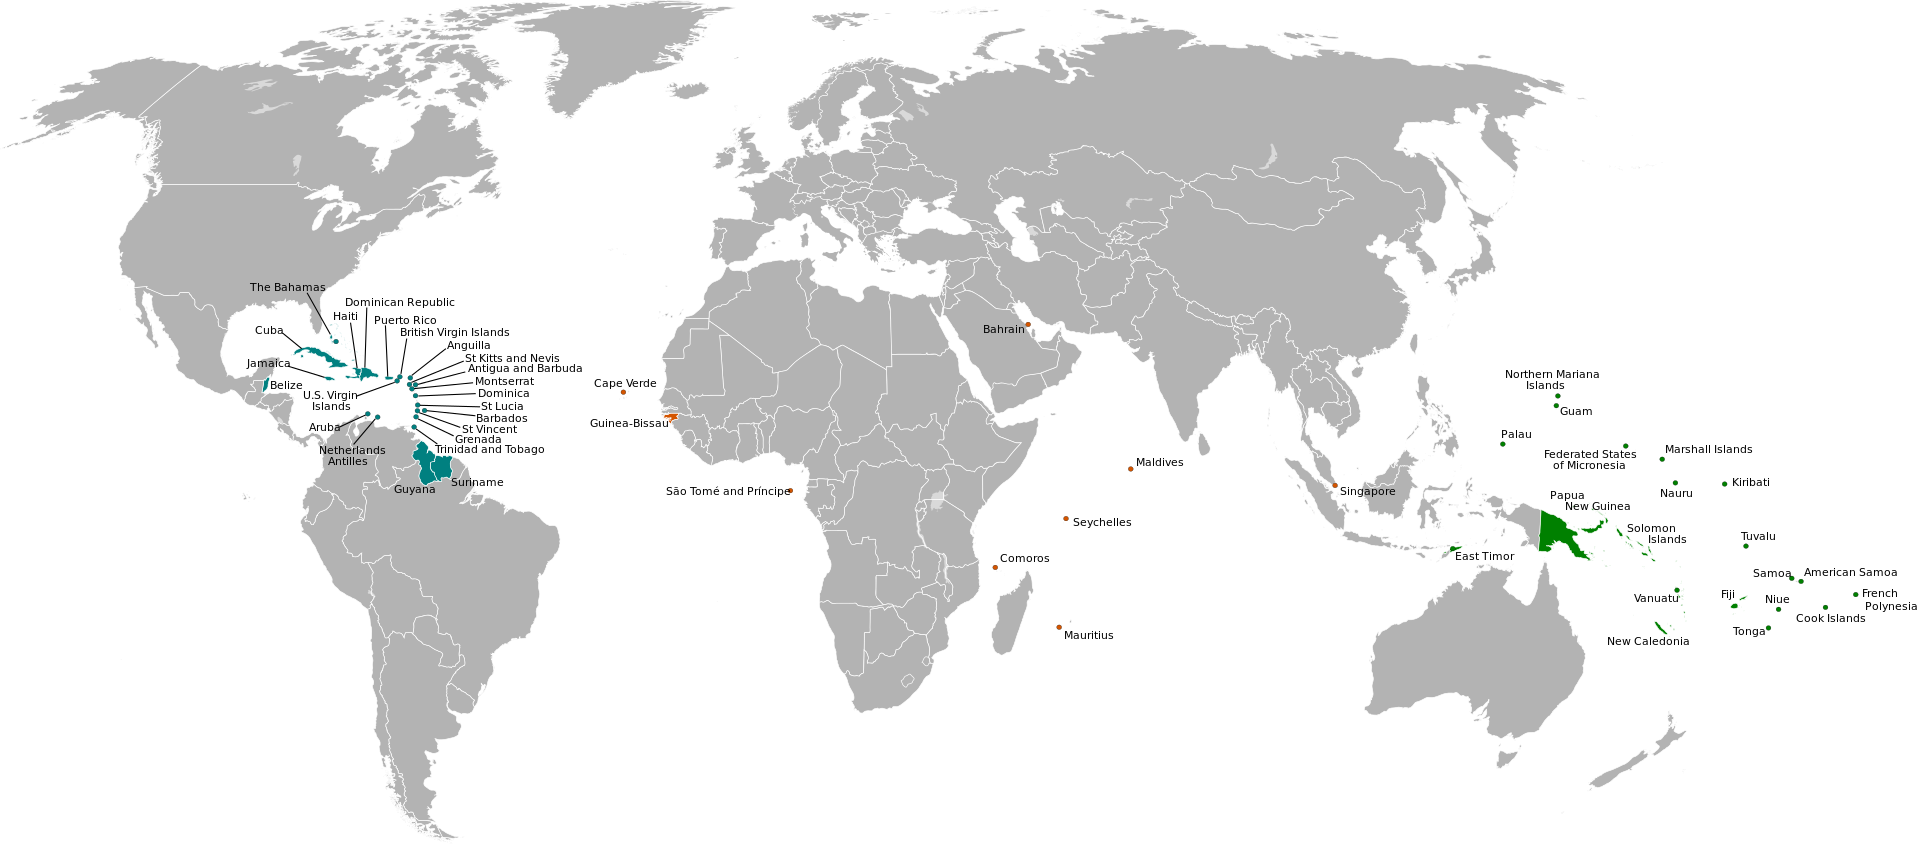 The Bahamas
Dominican Republic
Haiti
Puerto Rico
Cuba
British Virgin Islands
Anguilla
St Kitts and Nevis
Jamaica
Antigua and Barbuda
Belize
Montserrat
U.S. Virgin
Islands
Dominica
St Lucia
Barbados
Aruba
St Vincent
Grenada
Netherlands
Antilles
Trinidad and Tobago
Guyana
Suriname
Cape Verde
Guinea-Bissau
São Tomé and Príncipe
Bahrain
Maldives
Seychelles
Comoros
Mauritius
Singapore
Northern Mariana
Islands
Guam
Palau
Federated States
of Micronesia
Marshall Islands
Nauru
Kiribati
Papua
New Guinea
Solomon
Islands
East Timor
Tuvalu
Samoa
American Samoa
Vanuatu
Fiji
Niue
French
Polynesia
Cook Islands
Tonga
New Caledonia